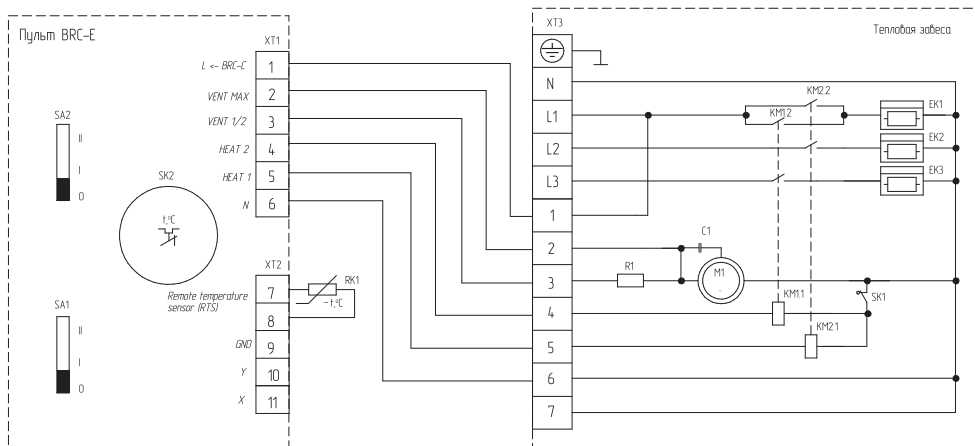 Пульт BRC-E
XT1
L <- BRC-C 1
VENT MAX 2
VENT 1/2 3
HEAT 2 4
HEAT 1 5
N 6
SA2
II
I
0
SK2
t,°C
XT2
7
Remote temperature
sensor (RTS)
8
GND 9
Y 10
X 11
RK1
-t,°C
SA1
II
I
0
XT3
Тепловая завеса
N
L1
L2
L3
1
2
3
4
5
6
7
KM2.2
KM1.2
EK1
EK2
EK3
C1
R1
M1
KM1.1
SK1
KM2.1